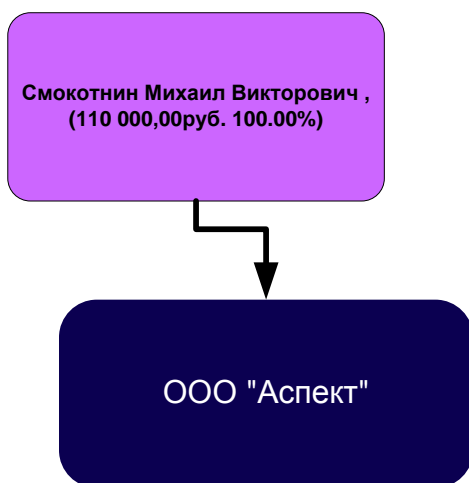 Смокотнин Михаил Викторович ,
(110 000,00руб. 100.00%)
ООО "Аспект"